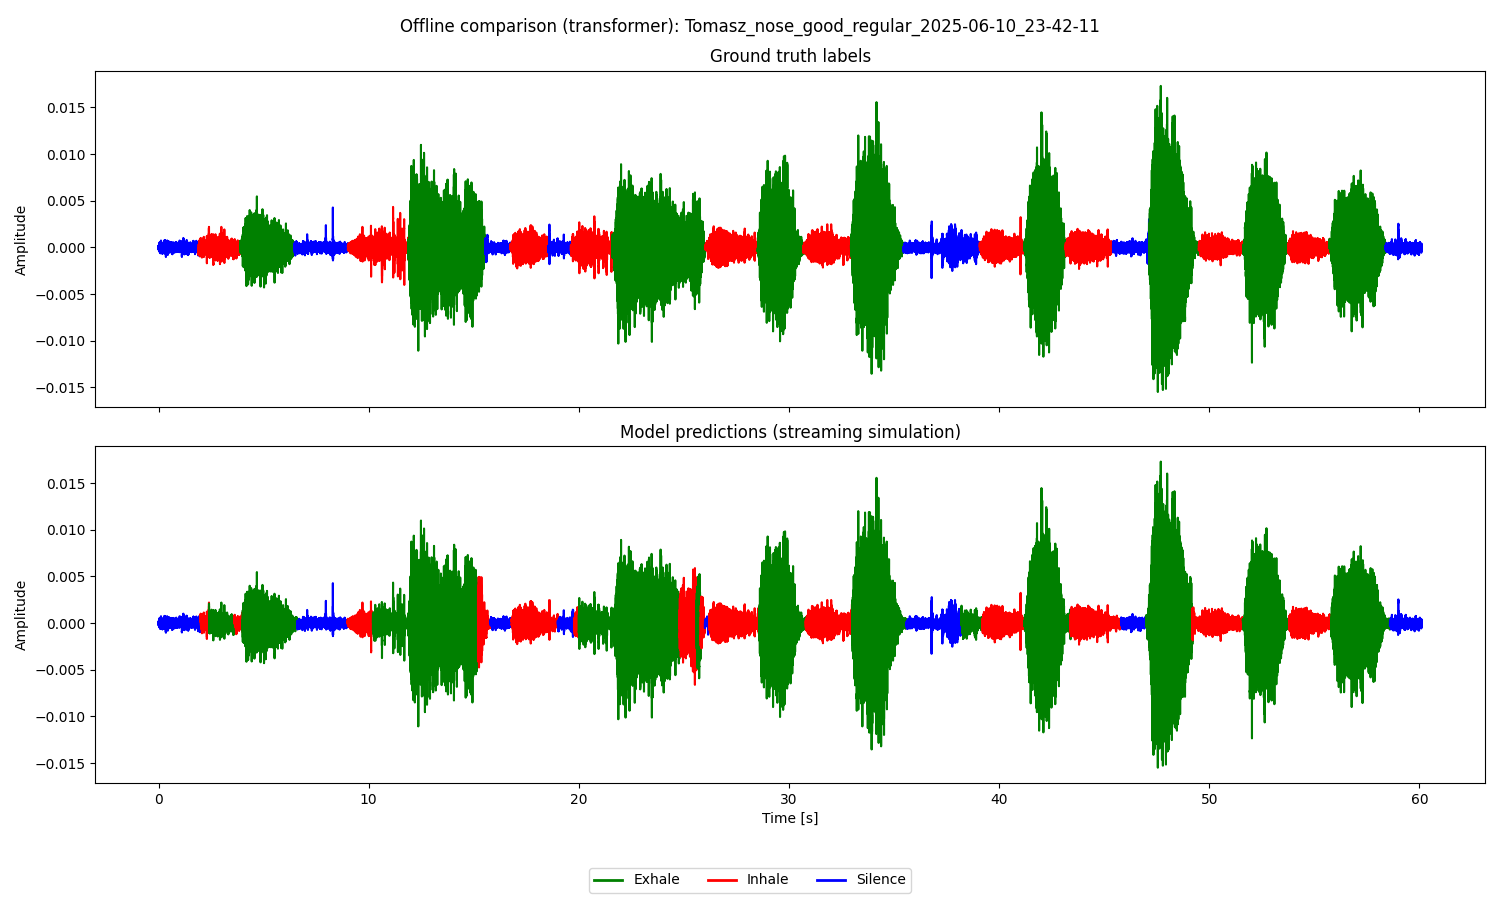 Offline comparison (transformer): Tomasz_nose_good_regular_2025-06-10_23-42-11
Ground truth labels
0.015
0.010
0.005
0.000
−0.005
−0.010
−0.015
Amplitude
Model predictions (streaming simulation)
0.015
0.010
0.005
0.000
−0.005
−0.010
−0.015
Amplitude
0 10 20 30 40 50 60
Time [s]
Exhale Inhale Silence